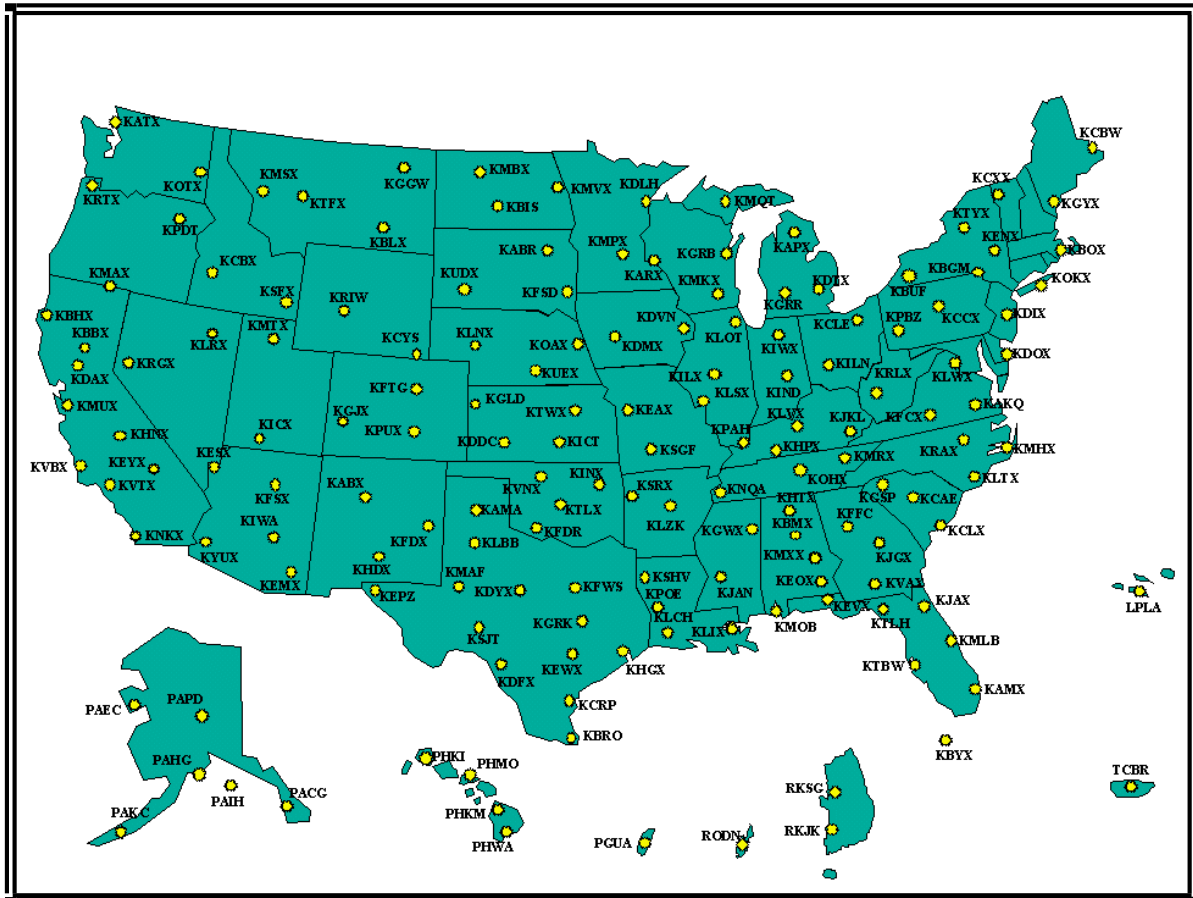 KATX
KCBW
KMSX
KGGW
KMBX
KMVX
KDLH
KCXX
KOTX
KRTX
KTFX
KBIS
KMQT
KGYX
KPDT
KBLX
KTYX
KABR
KMPX
KGRB
KAPX
KENX
KBOX
KCBX
KMAX
KUDX
KARX
KBGM
KOKX
KSFX
KRIW
KFSD
KMKX
KGRR
KDTX
KBUF
KBHX
KBBX
KLRX
KMTX
KLNX
KDVN
KCLE
KPBZ
KCCX
KDIX
KCYS
KOAX
KDMX
KLOT
KIWX
KRGX
KDAX
KUEX
KILX
KILN
KRLX
KLWX
KDOX
KFTG
KGLD
KLSX
KIND
KMUX
KGJX
KTWX
KEAX
KLVX
KJKL
KFCX
KAKQ
KHNX
KICX
KPUX
KDDC
KICT
KPAH
KSGF
KHPX
KMHX
KVBX
KEYX
KESX
KMRX
KRAX
KVTX
KFSX
KABX
KINX
KVNX
KSRX
KNQA
KOHX
KGSP
KLTX
KIWA
KAMA
KTLX
KLZK
KHTX
KCAE
KNKX
KYUX
KFDX
KLBB
KFDR
KGWX
KBMX
KFFC
KCLX
KHDX
KEMX
KMAF
KMXX
KJGX
KEPZ
KDYX
KFWS
KSHV
KPOE
KJAN
KEOX
KVAX
LPLA
KSJT
KGRK
KLCH
KLIX
KMOB
KEVX
KTLH
KJAX
KEWX
KHGX
KDFX
KMLB
KTBW
KAMX
PAEC
PAPD
KCRP
KBRO
KBYX
PAHG
PHKI
PHMO
TCBR
PAIH
PACG
RKSG
PAKC
PHKM
PHWA
PGUA
RODN
RKJK